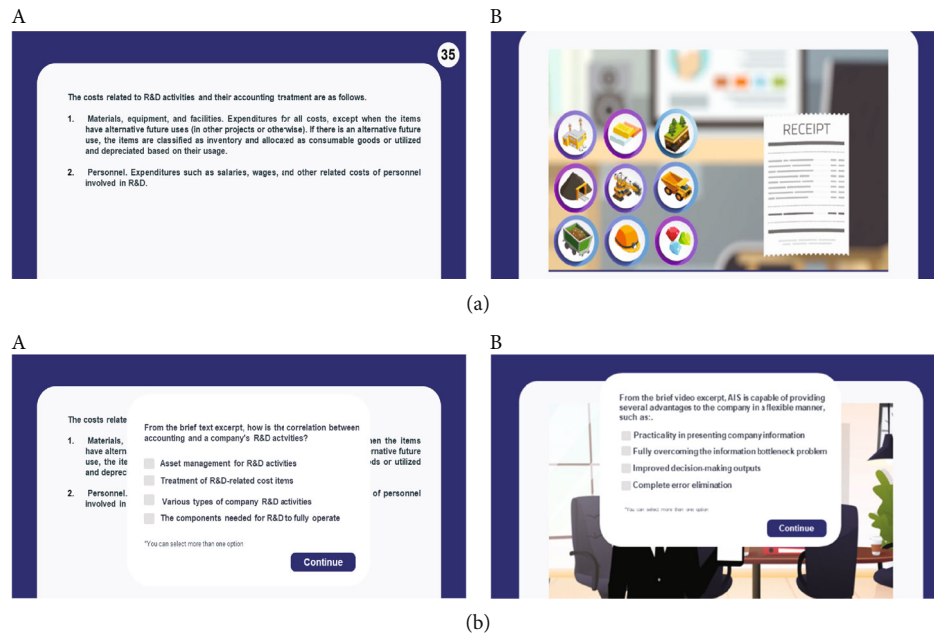 A
B
35
The costs related to R&D activities and their accounting treatment are as follows.
1. Materials, equipment, and facilities. Expenditures for all costs, except when the items
have alternative future uses (in other projects or otherwise). If there is an alternative future
use, the items are classified as inventory and allocated as consumable goods or utilized
and depreciated based on their usage.
2. Personnel. Expenditures such as salaries, wages, and other related costs of personnel
involved in R&D.
RECEIPT
(a)
A
B
The costs relate
1. Materials,
have altern
use, the ite
and deprec
2. Personnel.
involved in
en the items
rnative future
ods or utilized
of personnel
From the brief text excerpt, how is the correlation between
accounting and a company's R&D actvties?
Asset management for R&D activities
Treatment of R&D-related cost items
Various types of company R&D activities
The components needed for R&D to fully operate
*You can select more than one option
Continue
From the brief video excerpt, AIS is capable of providing
several advantages to the company in a flexible manner,
such as:.
Practicality in presenting company information
Fully overcoming the information bottleneck problem
Improved decision-making outputs
Complete error elimination
*You can select more than one option
Continue
(b)